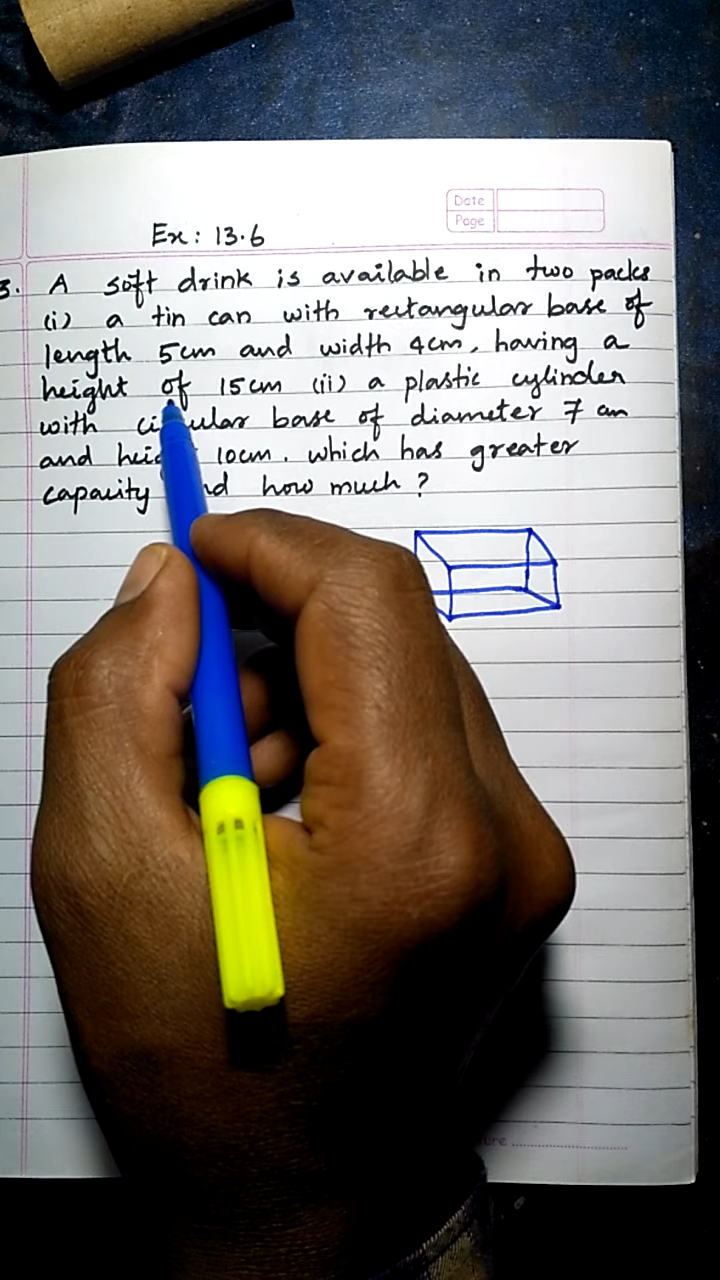 Date
Page
Ex: 13.6
3. A soft drink is available in two packs
(i) a tin can with rectangular base of
length 5cm and width 4cm, having a
height of 15cm (ii) a plastic cylinder
with circular base of diameter 7 cm
and 10cm. which has greater
capacity and how much?